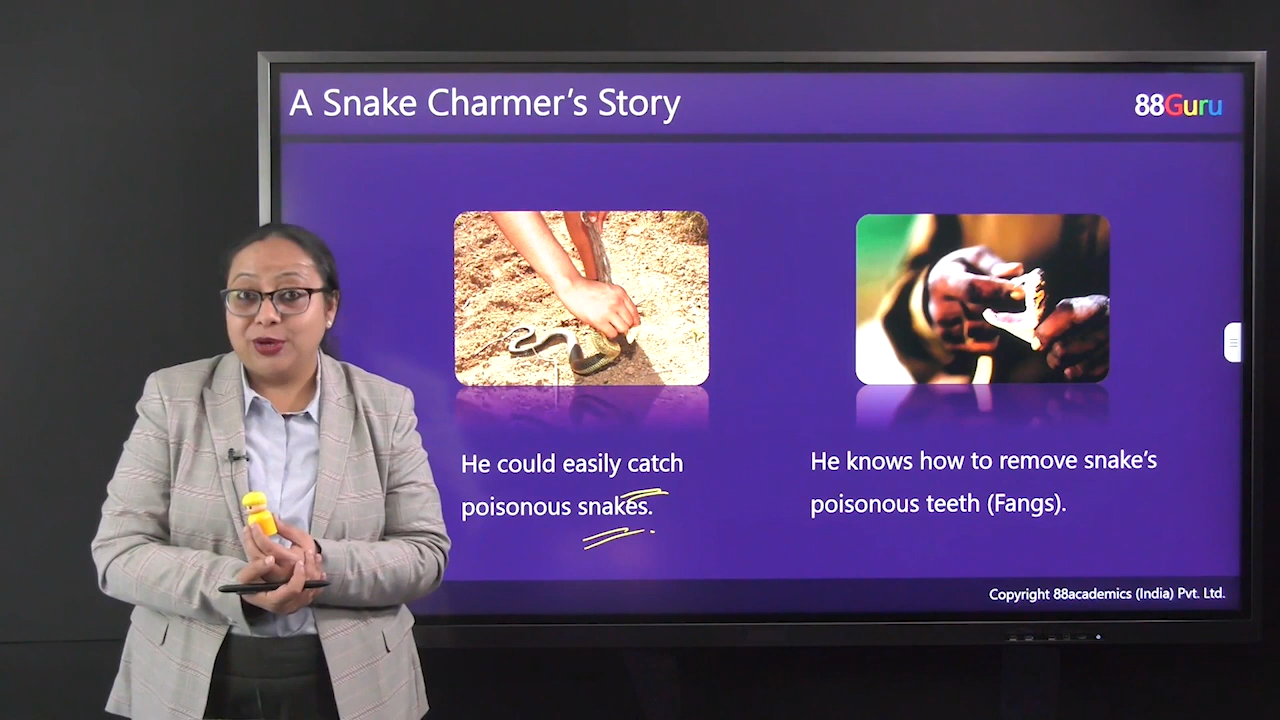 A Snake Charmer's Story
88Guru
He could easily catch
poisonous snakes.
He knows how to remove snake's
poisonous teeth (Fangs).
Copyright 88academics (India) Pvt. Ltd.